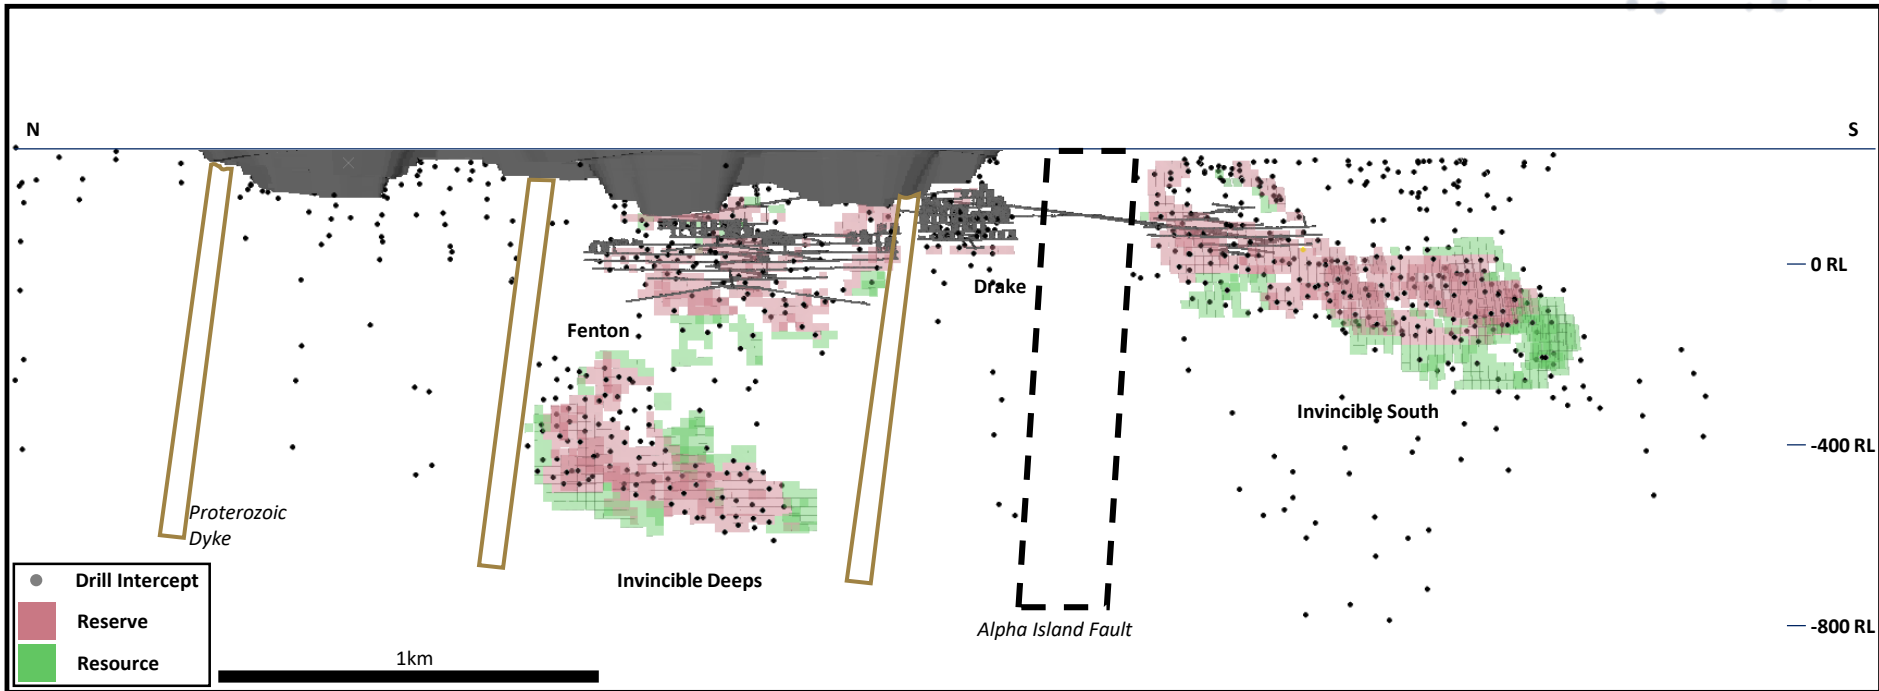 N
S
0 RL
Drake
Fenton
Invincible South
-400 RL
Proterozoic
Dyke
Invincible Deeps
Alpha Island Fault
-800 RL
Drill Intercept
Reserve
Resource
1km